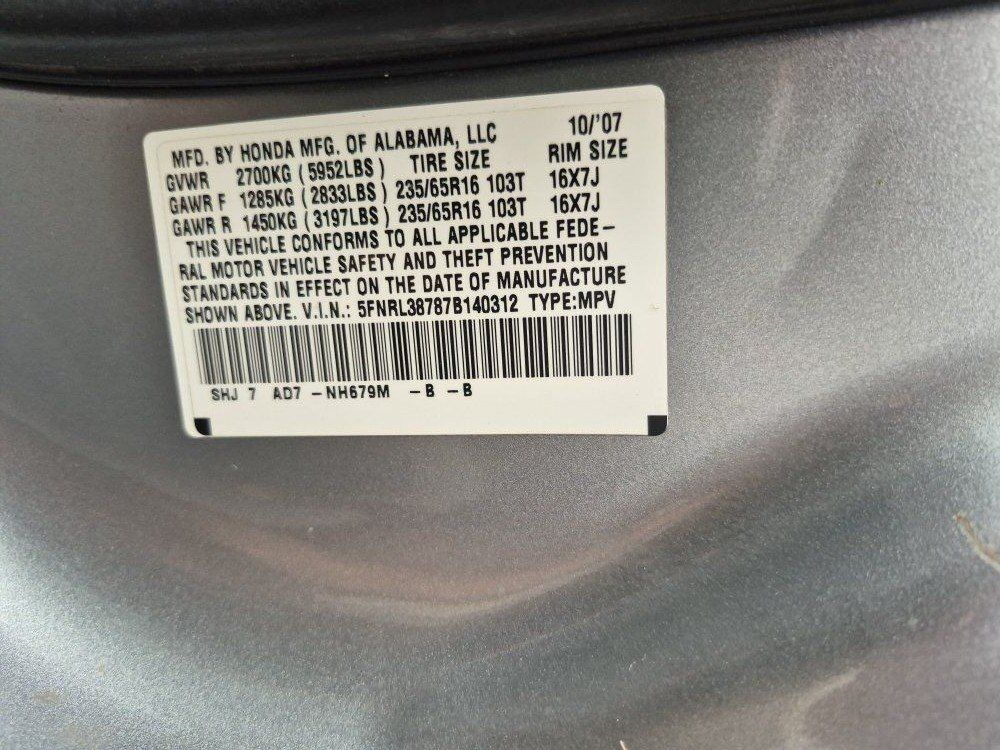 MFD. BY HONDA MFG. OF ALABAMA, LLC 10/'07
GVWR 2700KG (5952LBS) TIRE SIZE RIM SIZE
GAWR F 1285KG (2833LBS) 235/65R16 103T 16X7J
GAWR R 1450KG (3197LBS) 235/65R16 103T 16X7J
THIS VEHICLE CONFORMS TO ALL APPLICABLE FEDE-
RAL MOTOR VEHICLE SAFETY AND THEFT PREVENTION
STANDARDS IN EFFECT ON THE DATE OF MANUFACTURE
SHOWN ABOVE. V.I.N.: 5FNRL38787B140312 TYPE:MPV
SHJ 7 AD7 -NH679M -B -B